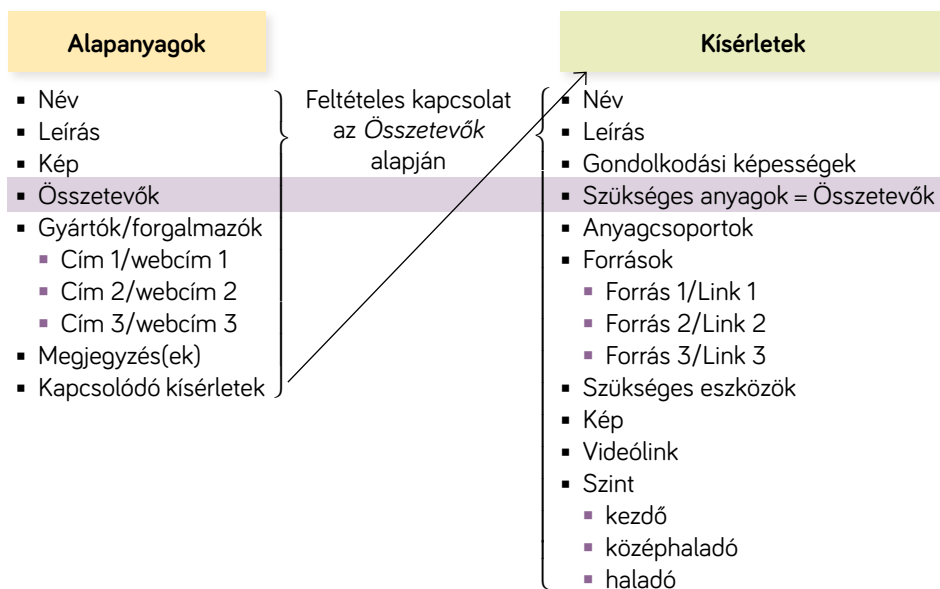 Alapanyagok
▪ Név
▪ Leírás
▪ Kép
▪ Összetevők
▪ Gyártók/forgalmazók
▪ Cím 1/webcím 1
▪ Cím 2/webcím 2
▪ Cím 3/webcím 3
▪ Megjegyzés(ek)
▪ Kapcsolódó kísérletek
Feltételes kapcsolat
az Összetevők
alapján
Kísérletek
▪ Név
▪ Leírás
▪ Gondolkodási képességek
▪ Szükséges anyagok = Összetevők
▪ Anyagcsoportok
▪ Források
▪ Forrás 1/Link 1
▪ Forrás 2/Link 2
▪ Forrás 3/Link 3
▪ Szükséges eszközök
▪ Kép
▪ Videólink
▪ Szint
▪ kezdő
▪ középhaladó
▪ haladó